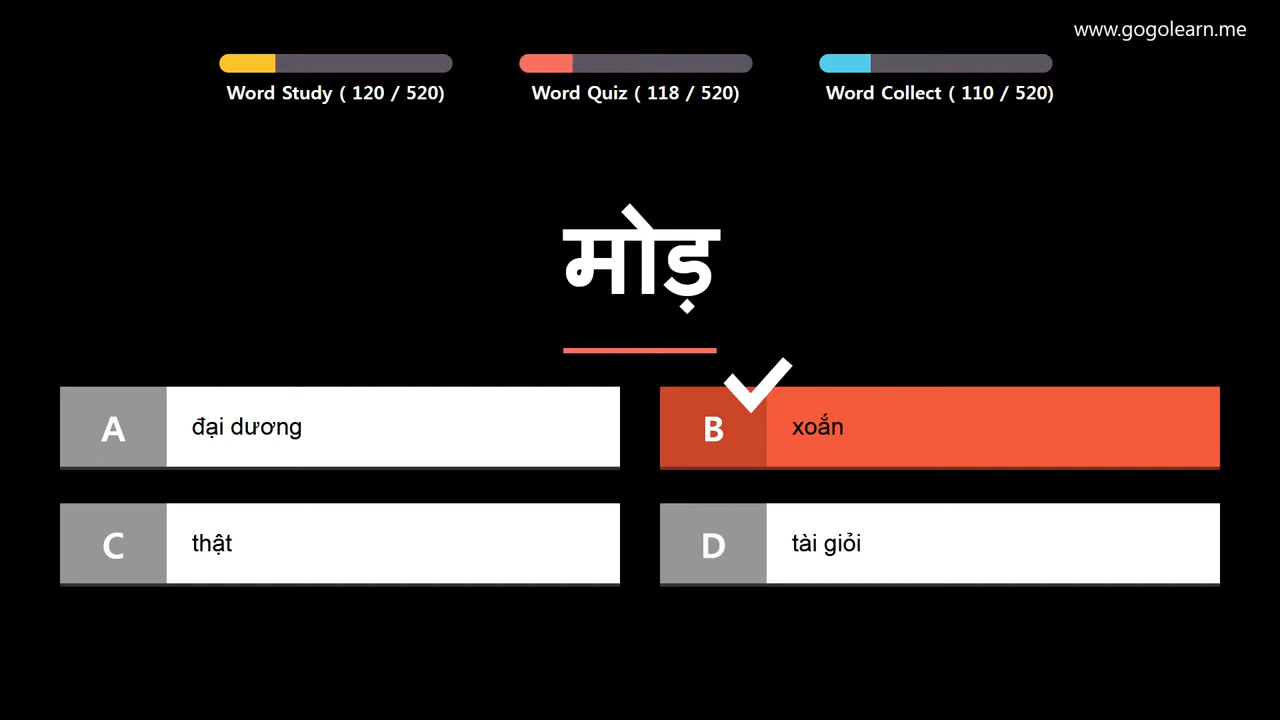 www.gogolearn.me
Word Study ( 120 / 520)
Word Quiz ( 118 / 520)
Word Collect ( 110 / 520)
मोड़
A đại dương
B xoắn
C thật
D tài giỏi